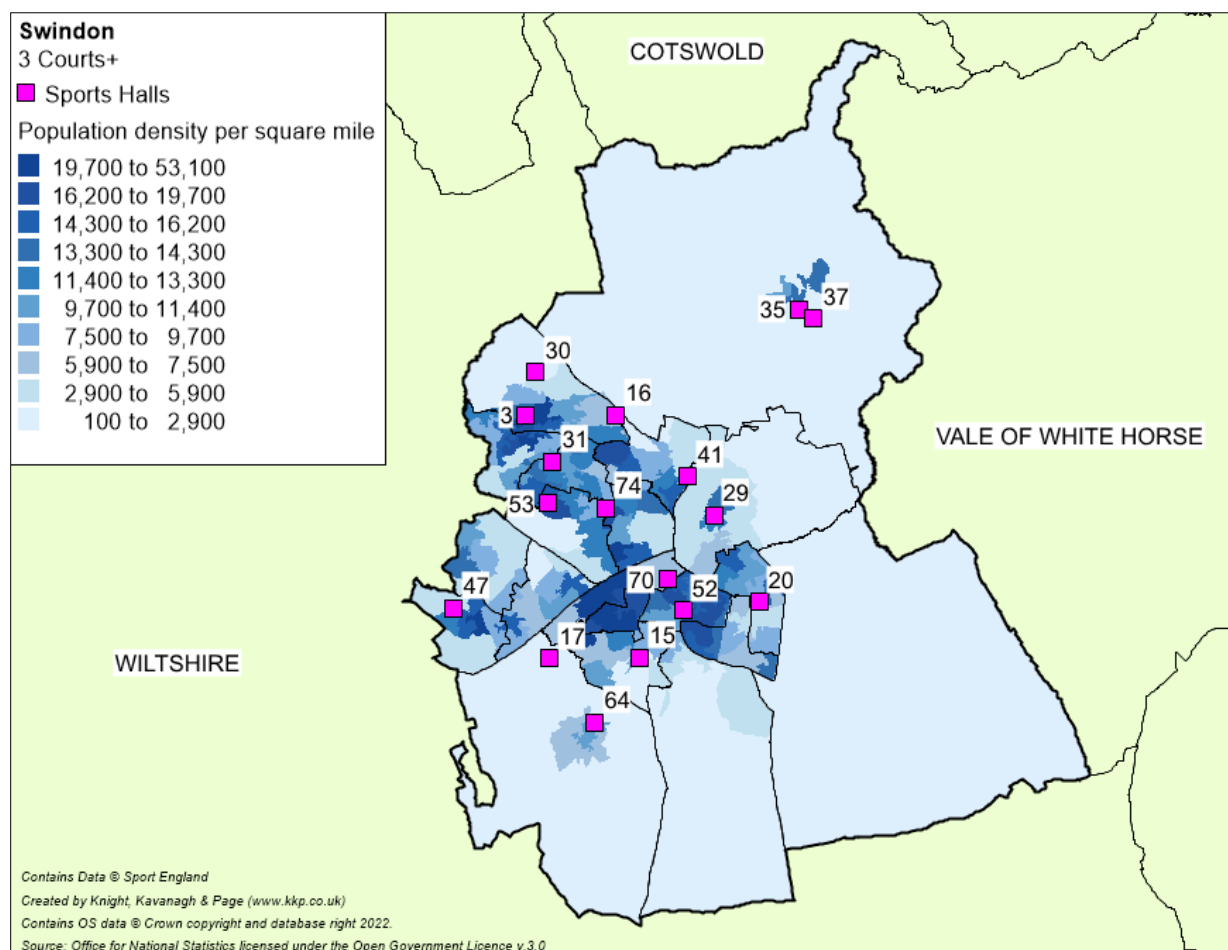 Swindon
3 Courts+
Sports Halls
Population density per square mile
19,700 to 53,100
16,200 to 19,700
14,300 to 16,200
13,300 to 14,300
11,400 to 13,300
9,700 to 11,400
7,500 to 9,700
5,900 to 7,500
2,900 to 5,900
100 to 2,900
COTSWOLD
35
37
30
16
3
31
41
VALE OF WHITE HORSE
53
74
29
70
52
20
47
17
15
WILTSHIRE
64
Contains Data © Sport England
Created by Knight, Kavanagh & Page (www.kkp.co.uk)
Contains OS data © Crown copyright and database right 2022.
Source: Office for National Statistics licensed under the Open Government Licence v.3.0